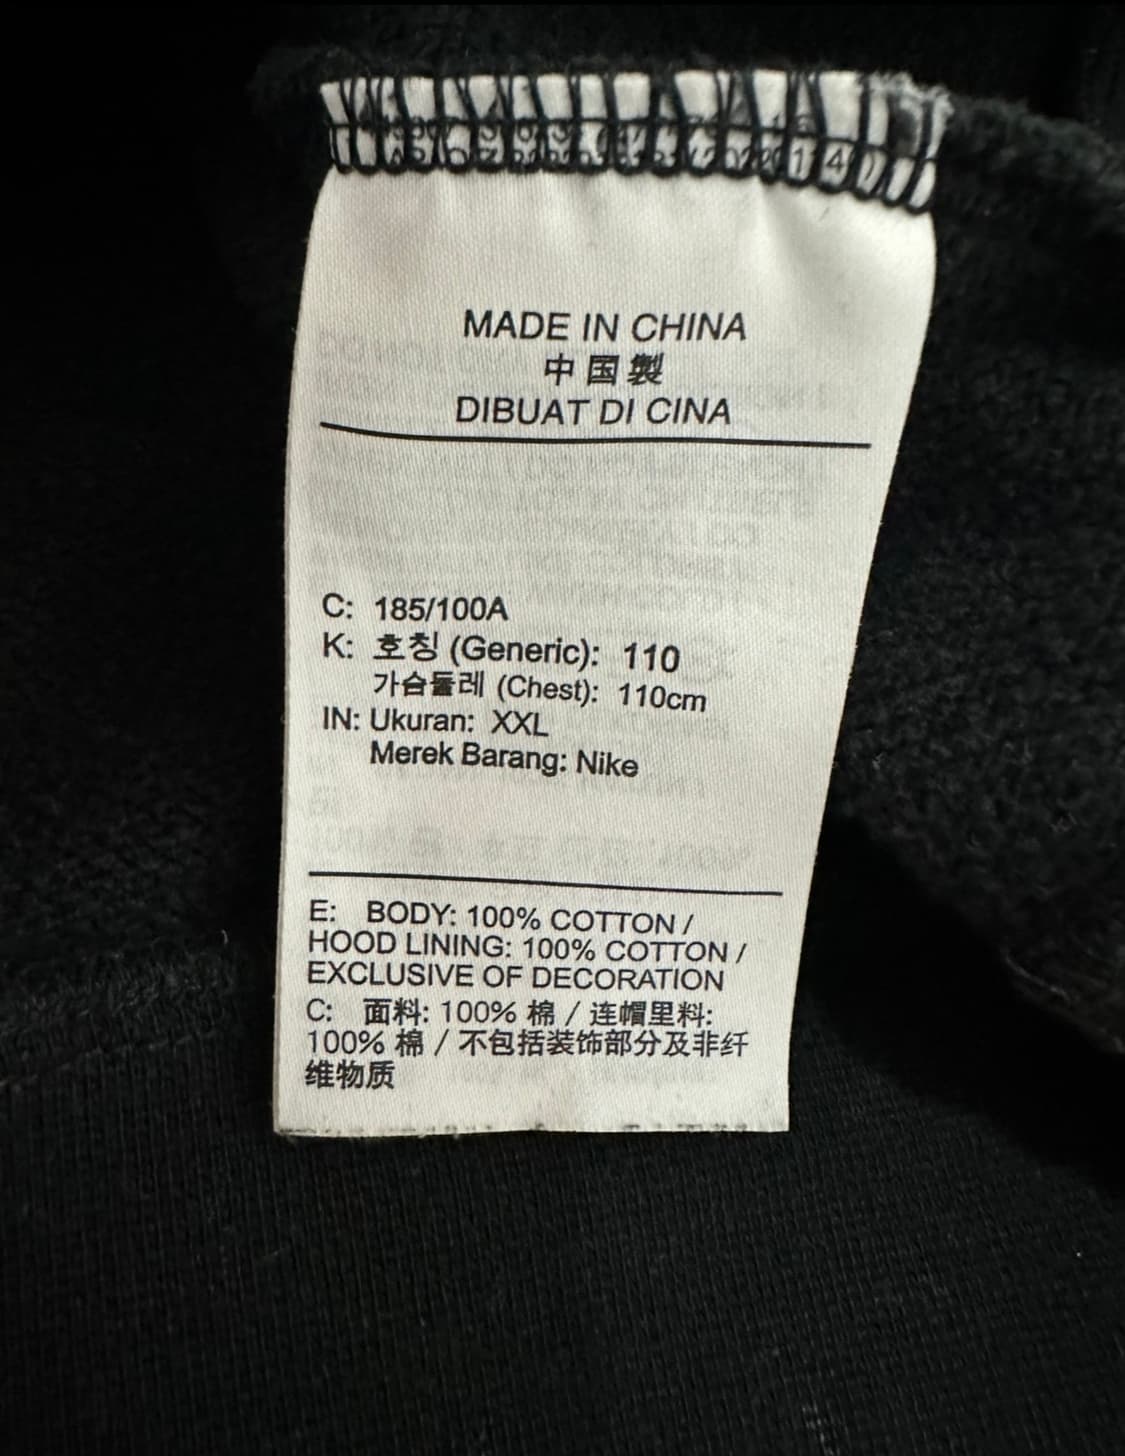 MADE IN CHINA
中国製
DIBUAT DI CINA
C: 185/100A
K: 호칭 (Generic): 110
가슴둘레 (Chest): 110cm
IN: Ukuran: XXL
Merek Barang: Nike
E: BODY: 100% COTTON /
HOOD LINING: 100% COTTON /
EXCLUSIVE OF DECORATION
C: 面料: 100% 棉 / 连帽里料:
100% 棉 / 不包括装饰部分及非纤
维物质